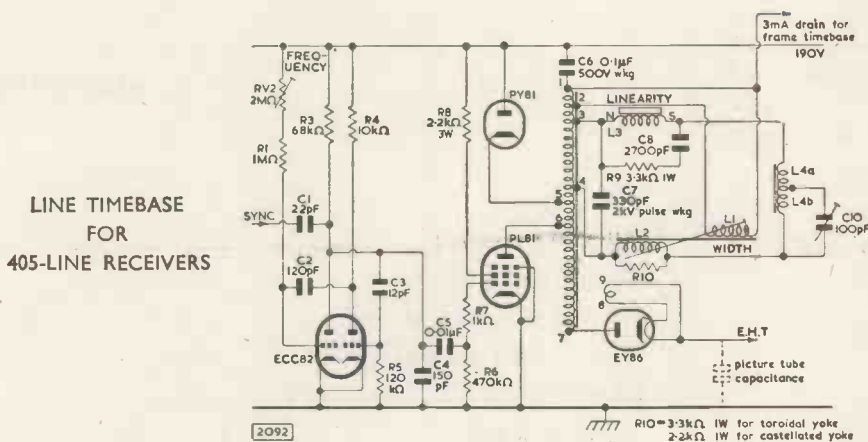 LINE TIMEBASE
FOR
405-LINE RECEIVERS
3mA drain for
frame timebase
190V
FREQ-
UENCY
RV2
2MΩ
R1
1MΩ
R3
68kΩ
R4
10kΩ
R8
2·2kΩ
3W
PY81
C6 0·1µF
500V wkg
1
2
3
LINEARITY
N
S
L3
C8
2700pF
R9 3·3kΩ 1W
4
C7
330pF
2kV pulse wkg
L4a
L4b
C10
100pF
L1
WIDTH
L2
R10
5
6
SYNC
C1
22pF
C2
120pF
C3
12pF
PL81
R7
1kΩ
C5
0·01µF
ECC82
R5
120
kΩ
C4
150
pF
R6
470kΩ
7
9
8
EY86
E.H.T
picture tube
capacitance
2092
R10=3·3kΩ 1W for toroidal yoke
2·2kΩ 1W for castellated yoke